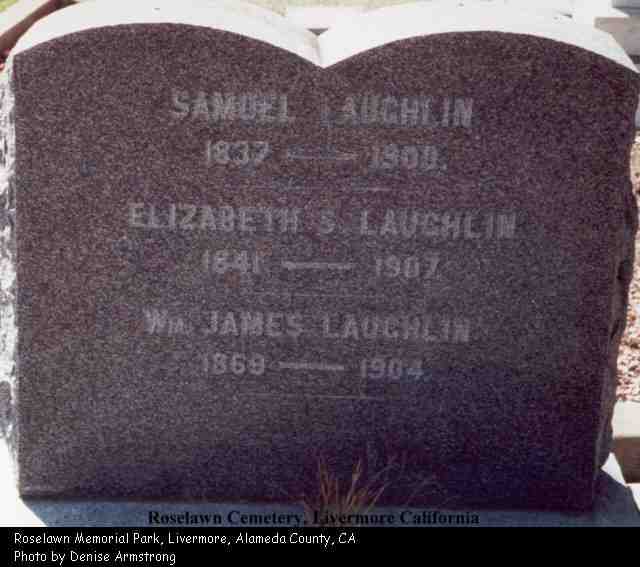 SAMUEL LAUGHLIN
1837 — 1900.
ELIZABETH S. LAUGHLIN
1841 — 1907
WM. JAMES LAUGHLIN
1869 — 1904
Roselawn Cemetery, Livermore California
Roselawn Memorial Park, Livermore, Alameda County, CA
Photo by Denise Armstrong